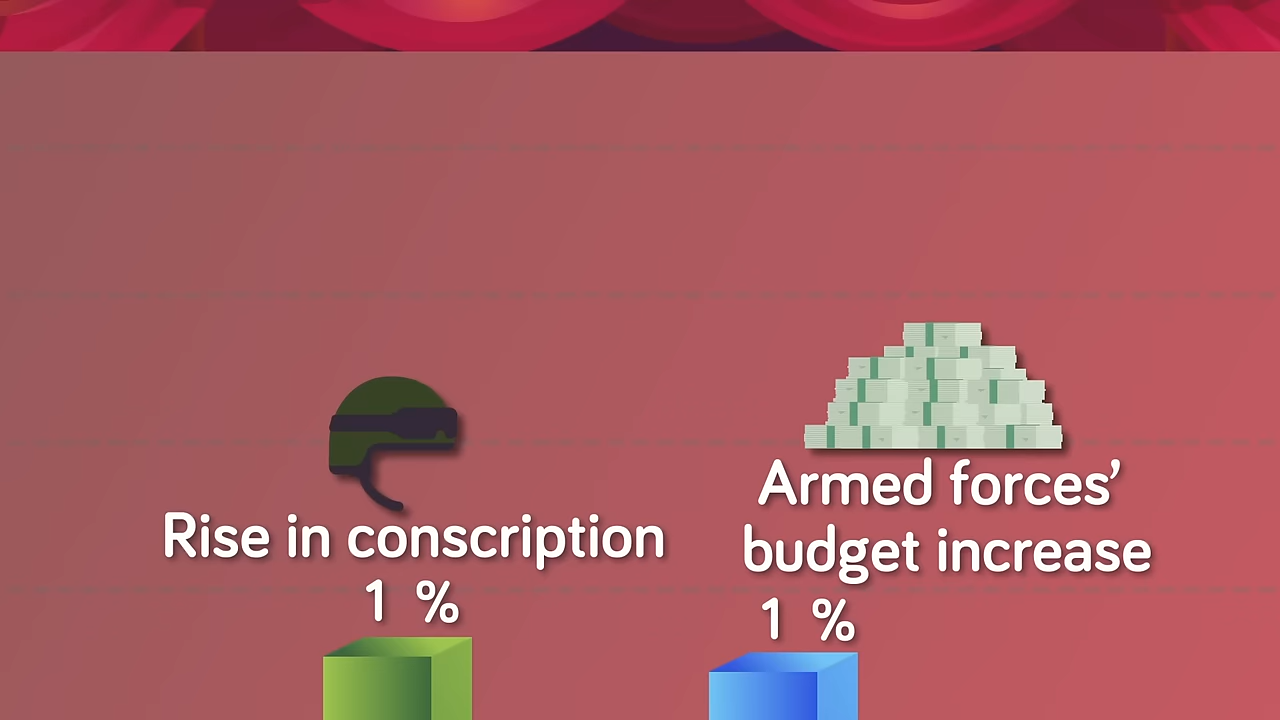 Rise in conscription
1 %
Armed forces’
budget increase
1 %